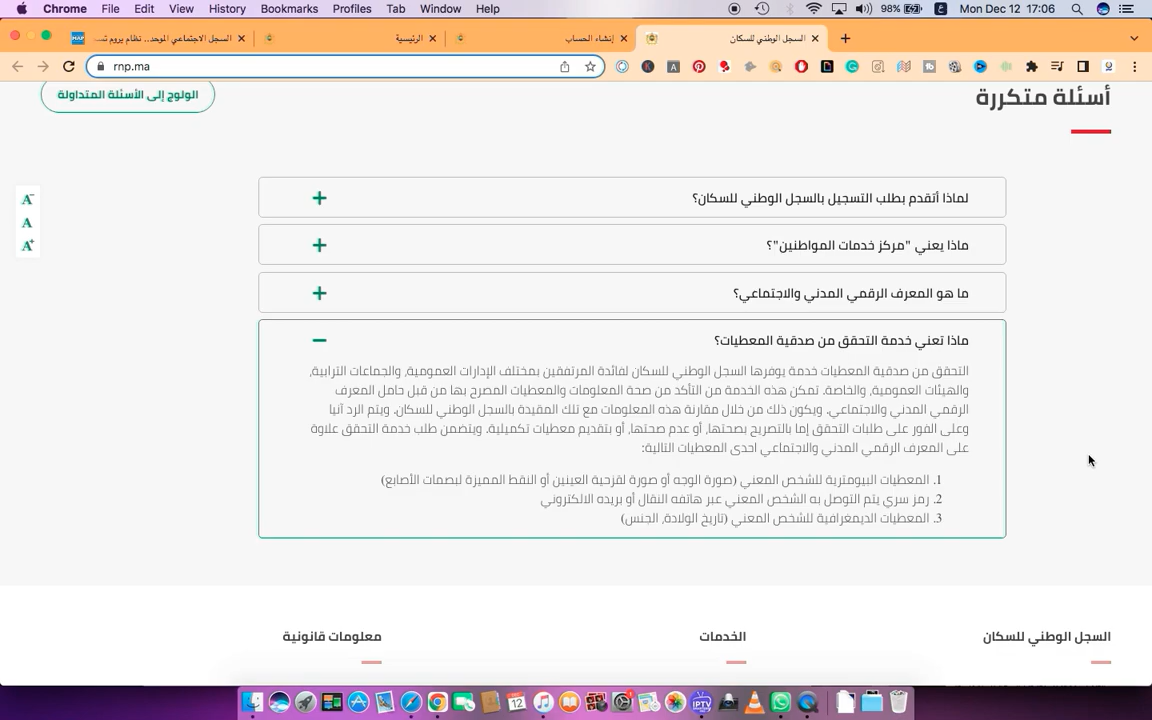 Chrome File Edit View History Bookmarks Profiles Tab Window Help
98% Mon Dec 12 17:06
السجل الوطني للسكان
إنشاء الحساب
الرئيسية
السجل الاجتماعي الموحد.. نظام يروم
rnp.ma
أسئلة متكررة
الولوج إلى الأسئلة المتداولة
A-
A
A+
لماذا أتقدم بطلب التسجيل بالسجل الوطني للسكان؟
ماذا يعني "مركز خدمات المواطنين"؟
ما هو المعرف الرقمي المدني والاجتماعي؟
ماذا تعني خدمة التحقق من صدقية المعطيات؟
التحقق من صدقية المعطيات خدمة يوفرها السجل الوطني للسكان لفائدة المرتفقين بمختلف الإدارات العمومية، والجماعات الترابية،
والهيئات العمومية، والخاصة. تمكن هذه الخدمة من التأكد من صحة المعلومات والمعطيات المصرح بها من قبل حامل المعرف
الرقمي المدني والاجتماعي. ويكون ذلك من خلال مقارنة هذه المعلومات مع تلك المقيدة بالسجل الوطني للسكان. ويتم الرد آنيا
وعلى الفور على طلبات التحقق إما بالتصريح بصحتها، أو عدم صحتها، أو بتقديم معطيات تكميلية. ويتضمن طلب خدمة التحقق علاوة
على المعرف الرقمي المدني والاجتماعي احدى المعطيات التالية:
1. المعطيات البيومترية للشخص المعني (صورة الوجه أو صورة لقزحية العينين أو النقط المميزة لبصمات الأصابع)
2. رمز سري يتم التوصل به الشخص المعني عبر هاتفه النقال أو بريده الالكتروني
3. المعطيات الديمغرافية للشخص المعني (تاريخ الولادة، الجنس)
السجل الوطني للسكان
الخدمات
معلومات قانونية